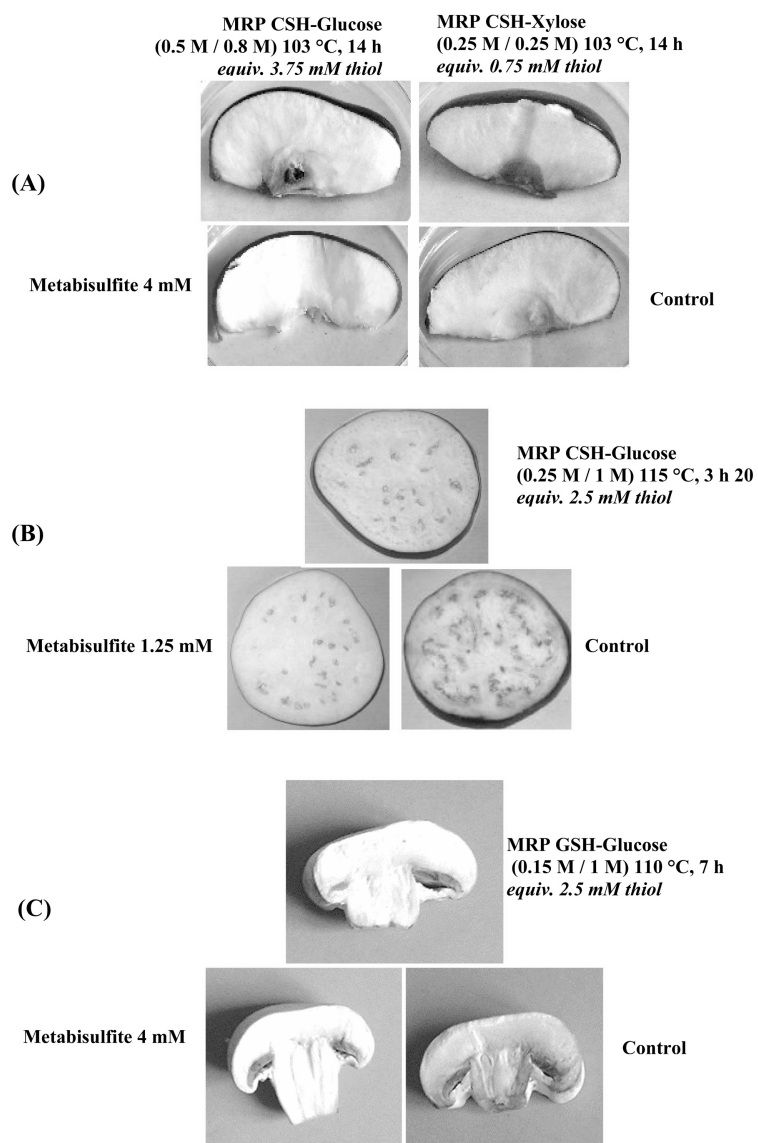 MRP CSH-Glucose
(0.5 M / 0.8 M) 103 °C, 14 h
equiv. 3.75 mM thiol
MRP CSH-Xylose
(0.25 M / 0.25 M) 103 °C, 14 h
equiv. 0.75 mM thiol
(A)
Metabisulfite 4 mM
Control
MRP CSH-Glucose
(0.25 M / 1 M) 115 °C, 3 h 20
equiv. 2.5 mM thiol
(B)
Metabisulfite 1.25 mM
Control
MRP GSH-Glucose
(0.15 M / 1 M) 110 °C, 7 h
equiv. 2.5 mM thiol
(C)
Metabisulfite 4 mM
Control